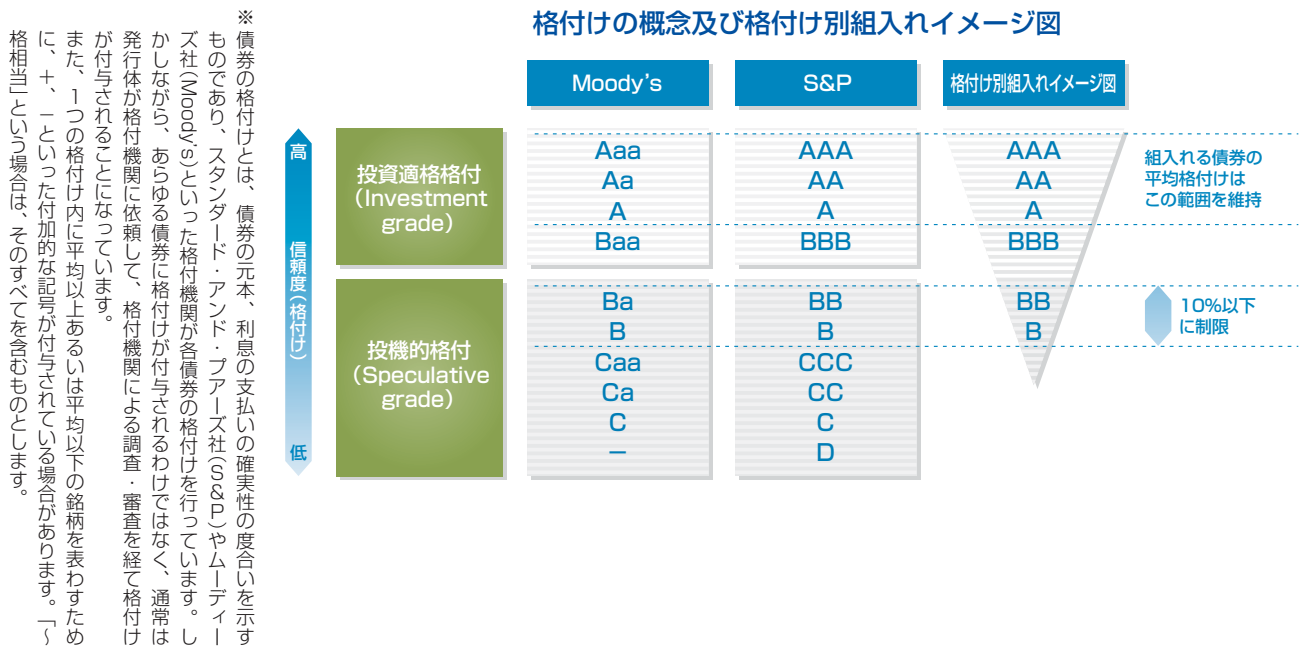 格付けの概念及び格付け別組入れイメージ図
Moody's
S&P
格付け別組入れイメージ図
高
信頼度(格付け)
低
投資適格格付
(Investment
grade)
Aaa
Aa
A
Baa
AAA
AA
A
BBB
AAA
AA
A
BBB
組入れる債券の
平均格付けは
この範囲を維持
投機的格付
(Speculative
grade)
Ba
B
Caa
Ca
C
−
BB
B
CCC
CC
C
D
BB
B
10%以下
に制限
※債券の格付けとは、債券の元本、利息の支払いの確実性の度合いを示す
ものであり、スタンダード・アンド・プアーズ社(S&P)やムーディー
ズ社(Moody's)といった格付機関が各債券の格付けを行っています。し
かしながら、あらゆる債券に格付けが付与されるわけではなく、通常は
発行体が格付機関に依頼して、格付機関による調査・審査を経て格付け
が付与されることになっています。
また、1つの格付け内に平均以上あるいは平均以下の銘柄を表わすため
に、+、−といった付加的な記号が付与されている場合があります。「〜
格相当」という場合は、そのすべてを含むものとします。